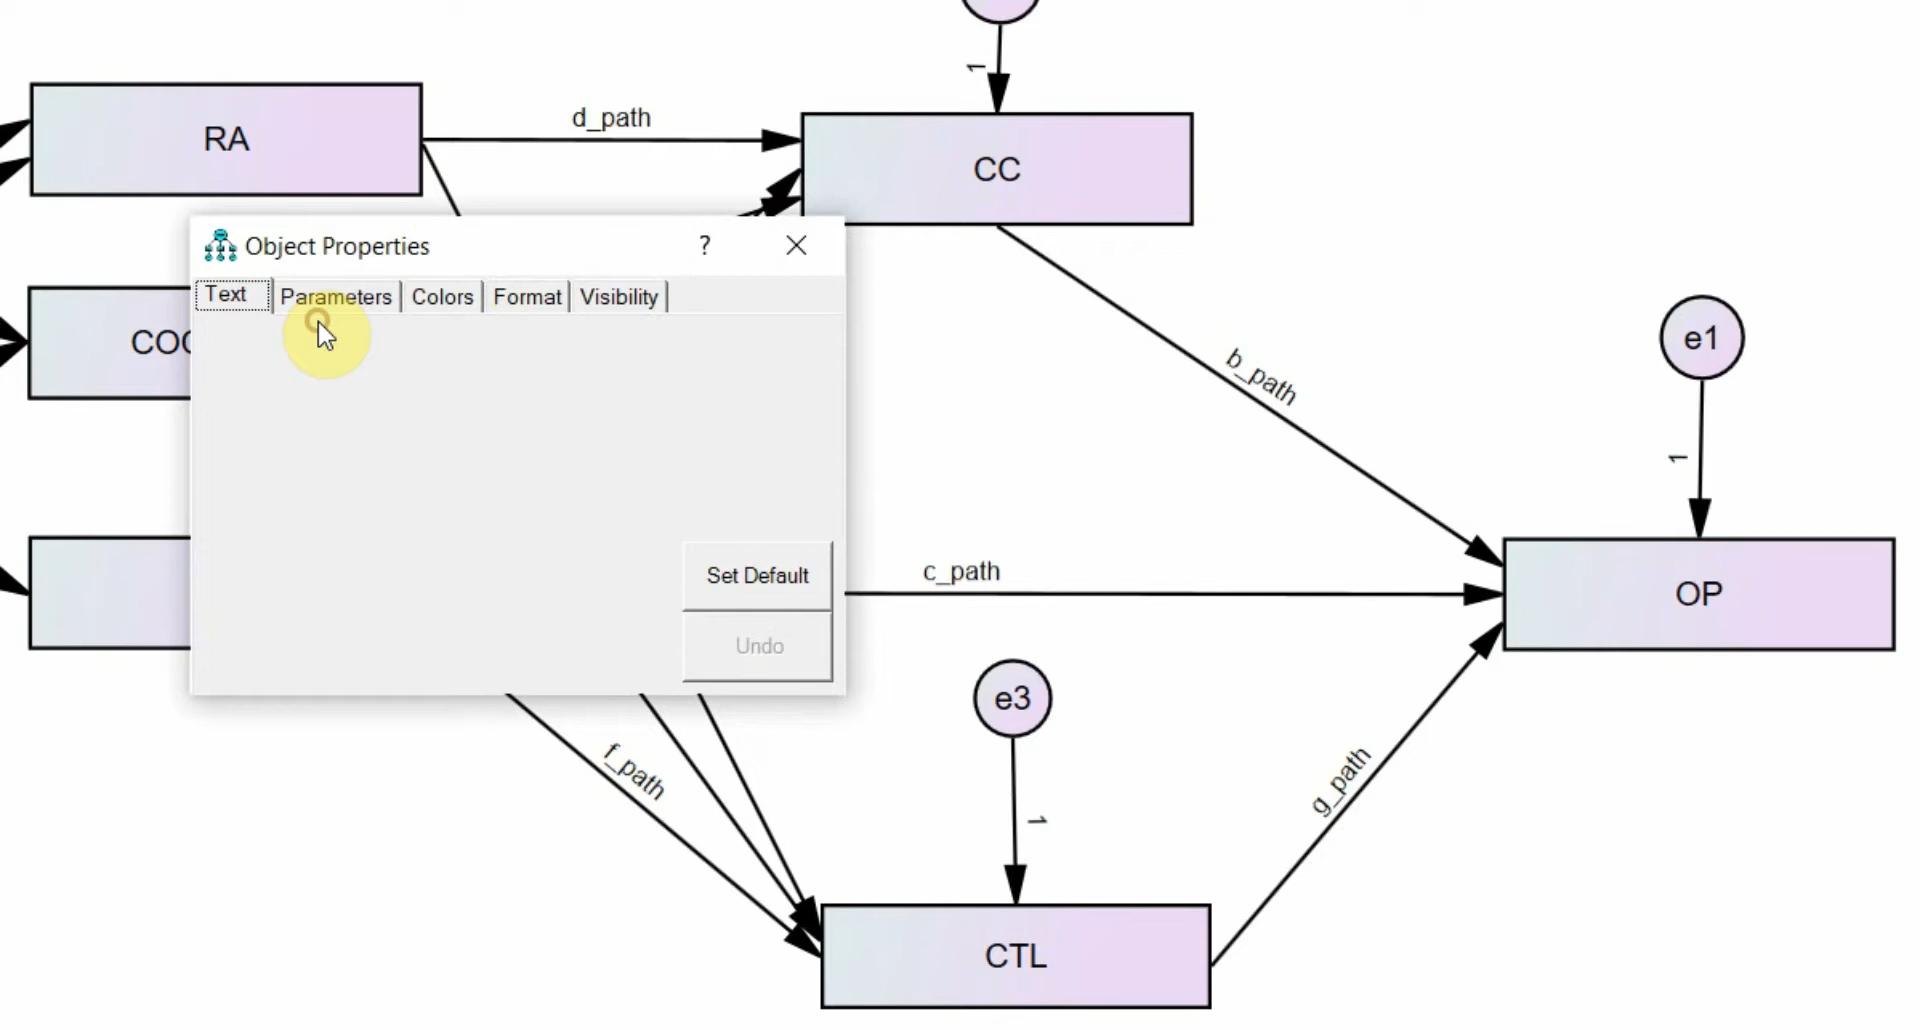 1
RA
d_path
CC
Object Properties
?
Text
Parameters
Colors
Format
Visibility
b_path
e1
1
Set Default
Undo
c_path
OP
e3
f_path
g_path
1
CTL